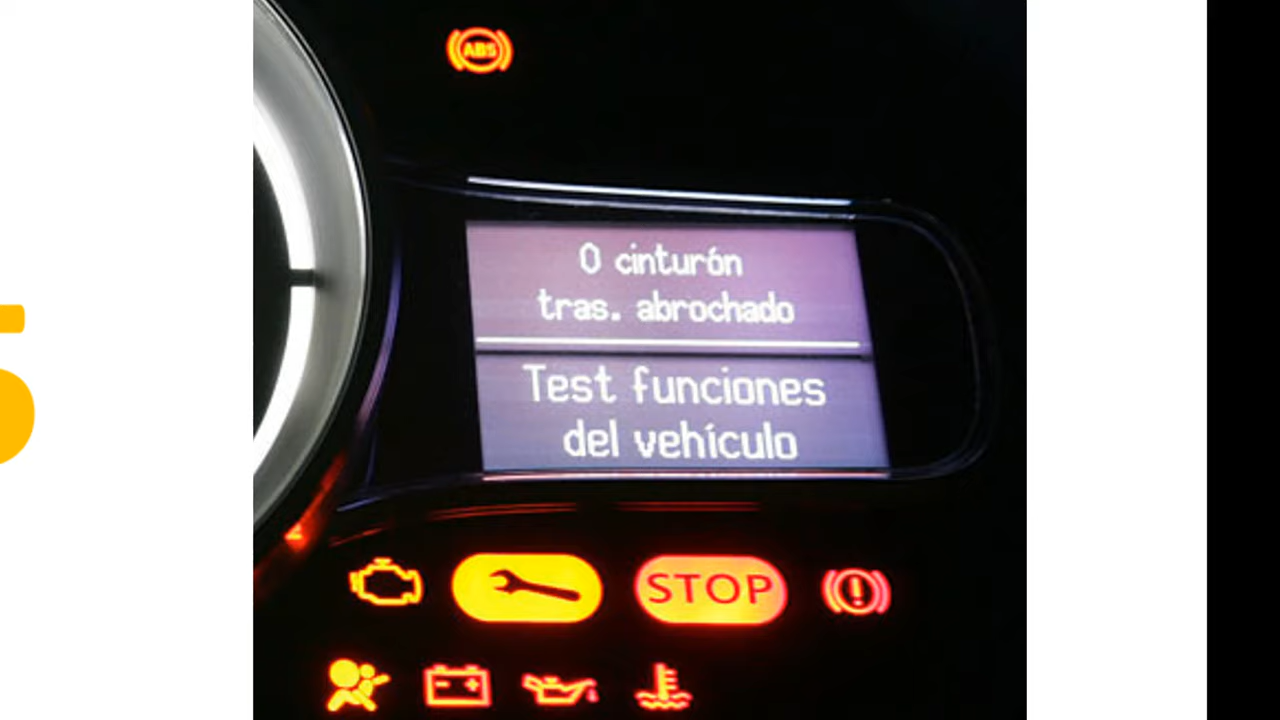 ABS
0 cinturón
tras. abrochado
Test funciones
del vehículo
STOP